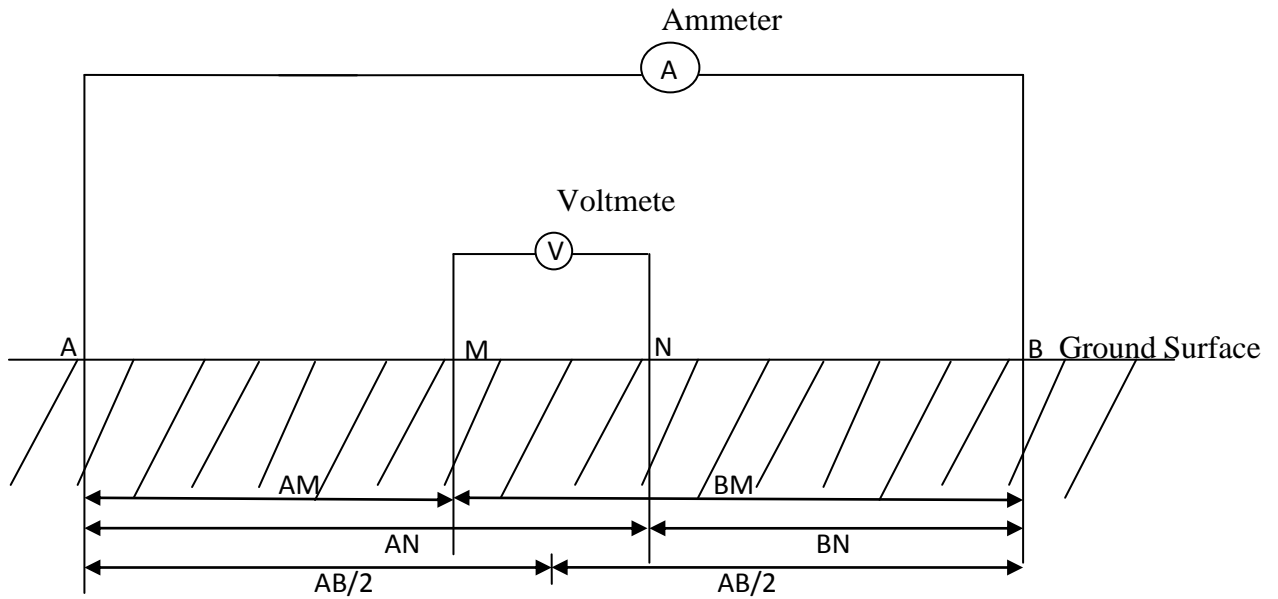 Ammeter
A
Voltmete
V
A M N B Ground Surface
AM BM
AN BN
AB/2 AB/2